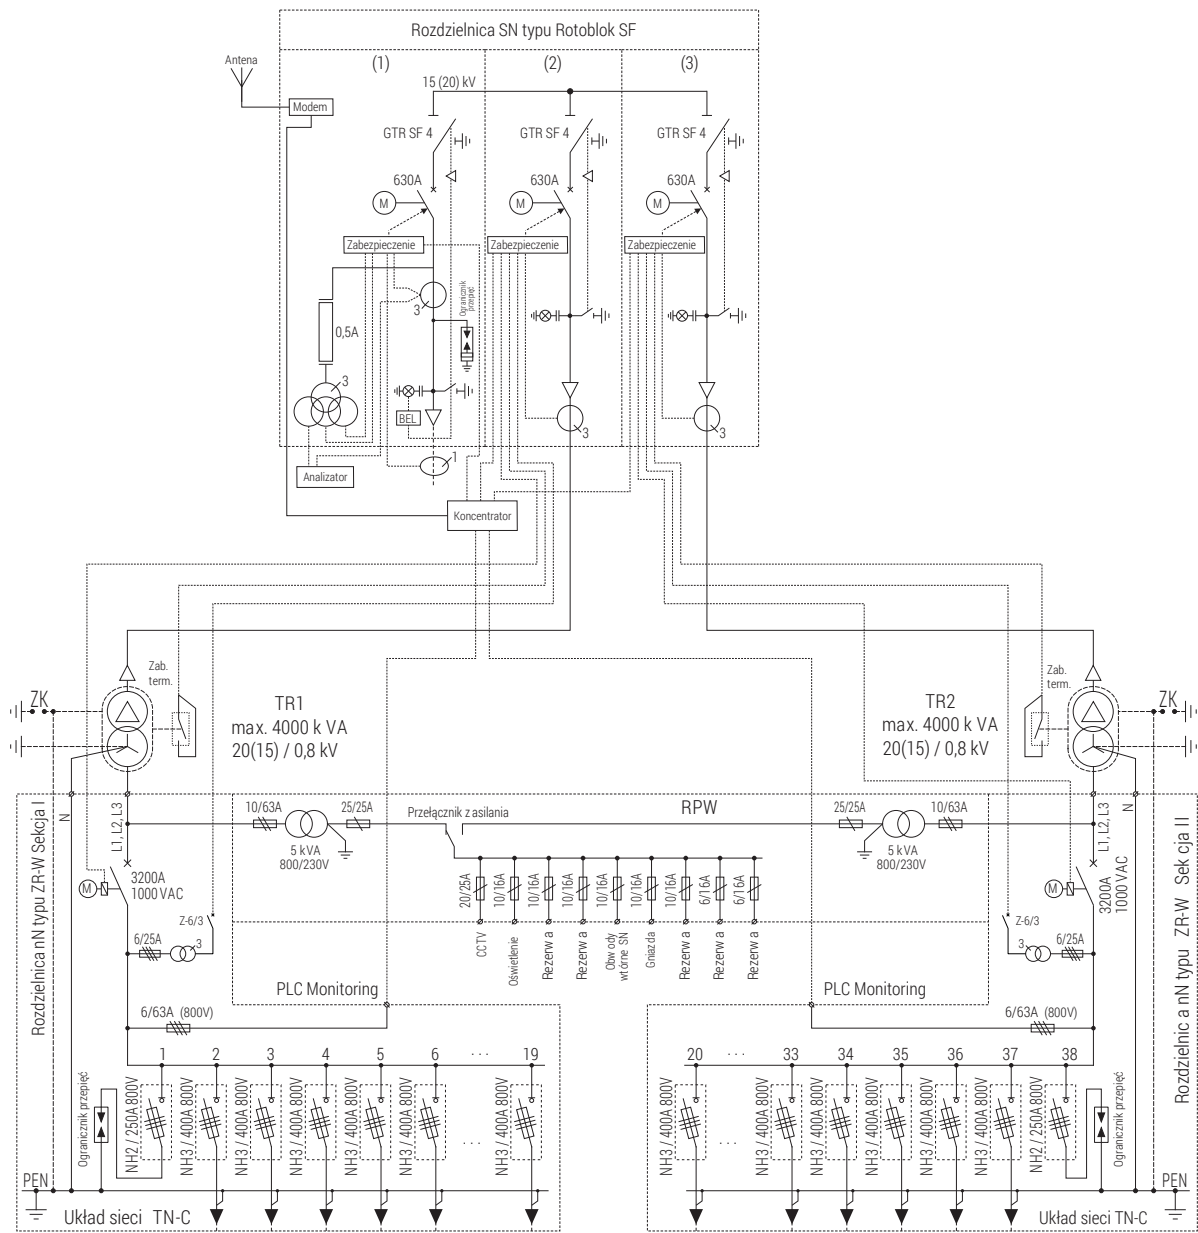 Rozdzielnica SN typu Rotoblok SF
(1)
(2)
(3)
Antena
Modem
15 (20) kV
GTR SF 4
GTR SF 4
GTR SF 4
630A
630A
630A
M
M
M
Zabezpieczenie
Zabezpieczenie
Zabezpieczenie
3
Ogranicznik
przepięć
0,5A
3
BEL
3
3
1
Analizator
Koncentrator
Zab.
term.
ZK
TR1
max. 4000 k VA
20(15) / 0,8 kV
TR2
max. 4000 k VA
20(15) / 0,8 kV
Zab.
term.
ZK
Rozdzielnica nN typu ZR-W Sekcja I
N
L1, L2, L3
10/63A
25/25A
5 kVA
800/230V
Przełącznik z asilania
RPW
25/25A
10/63A
5 kVA
800/230V
L1, L2, L3
N
Rozdzielnic a nN typu ZR-W Sek cja II
M
3200A
1000 VAC
M
3200A
1000 VAC
20/25A
10/16A
10/16A
10/16A
10/16A
10/16A
10/16A
6/16A
6/16A
CCTV
Oświetlenie
Rezerw a
Rezerw a
Obw ody
wt órne SN
Gniazda
Rezerw a
Rezerw a
Rezerw a
Z-6/3
6/25A
3
Z-6/3
3
6/25A
PLC Monitoring
PLC Monitoring
6/63A (800V)
6/63A (800V)
1
2
3
4
5
6
. . .
19
20
. . .
33
34
35
36
37
38
Ogranicznik przepięć
NH2 / 250A 800V
NH3 / 400A 800V
NH3 / 400A 800V
NH3 / 400A 800V
NH3 / 400A 800V
NH3 / 400A 800V
. . .
NH3 / 400A 800V
NH3 / 400A 800V
. . .
NH3 / 400A 800V
NH3 / 400A 800V
NH3 / 400A 800V
NH3 / 400A 800V
NH3 / 400A 800V
NH2 / 250A 800V
Ogranicznik przepięć
PEN
PEN
Układ sieci TN-C
Układ sieci TN-C